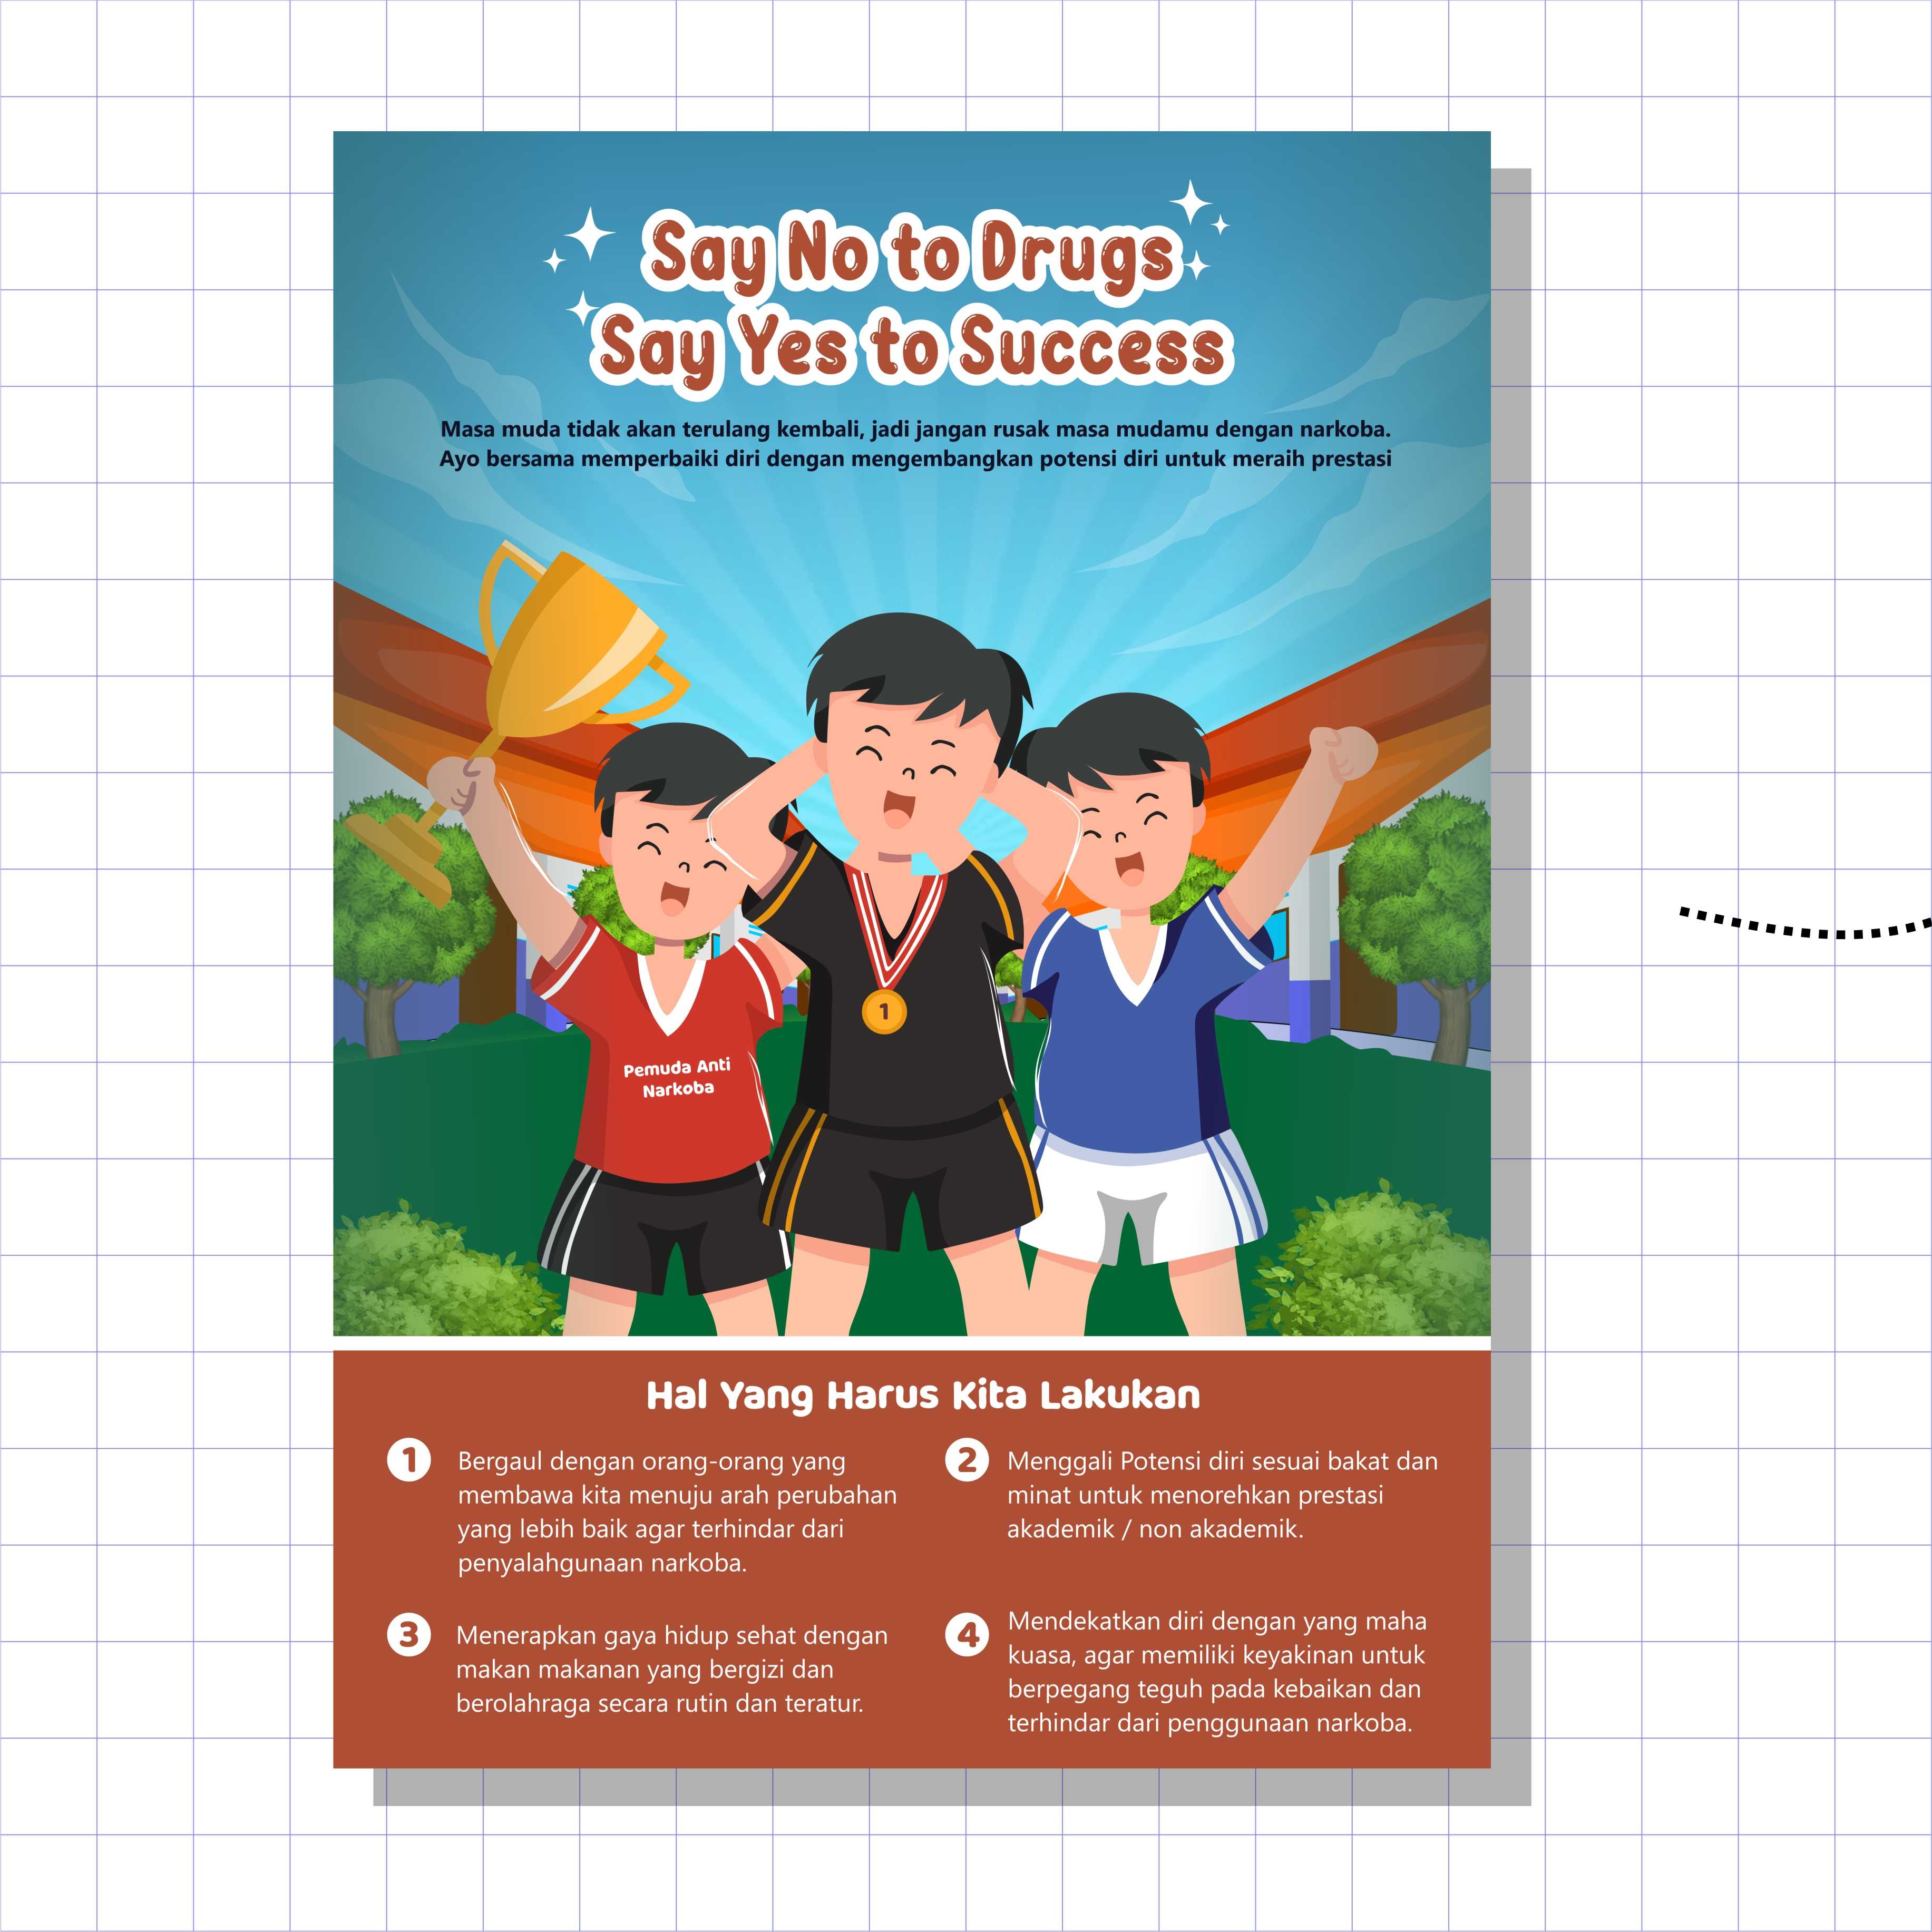 Say No to Drugs
Say Yes to Success
Masa muda tidak akan terulang kembali, jadi jangan rusak masa mudamu dengan narkoba.
Ayo bersama memperbaiki diri dengan mengembangkan potensi diri untuk meraih prestasi
1
Pemuda Anti
Narkoba
Hal Yang Harus Kita Lakukan
1
Bergaul dengan orang-orang yang
membawa kita menuju arah perubahan
yang lebih baik agar terhindar dari
penyalahgunaan narkoba.
2
Menggali Potensi diri sesuai bakat dan
minat untuk menorehkan prestasi
akademik / non akademik.
3
Menerapkan gaya hidup sehat dengan
makan makanan yang bergizi dan
berolahraga secara rutin dan teratur.
4
Mendekatkan diri dengan yang maha
kuasa, agar memiliki keyakinan untuk
berpegang teguh pada kebaikan dan
terhindar dari penggunaan narkoba.